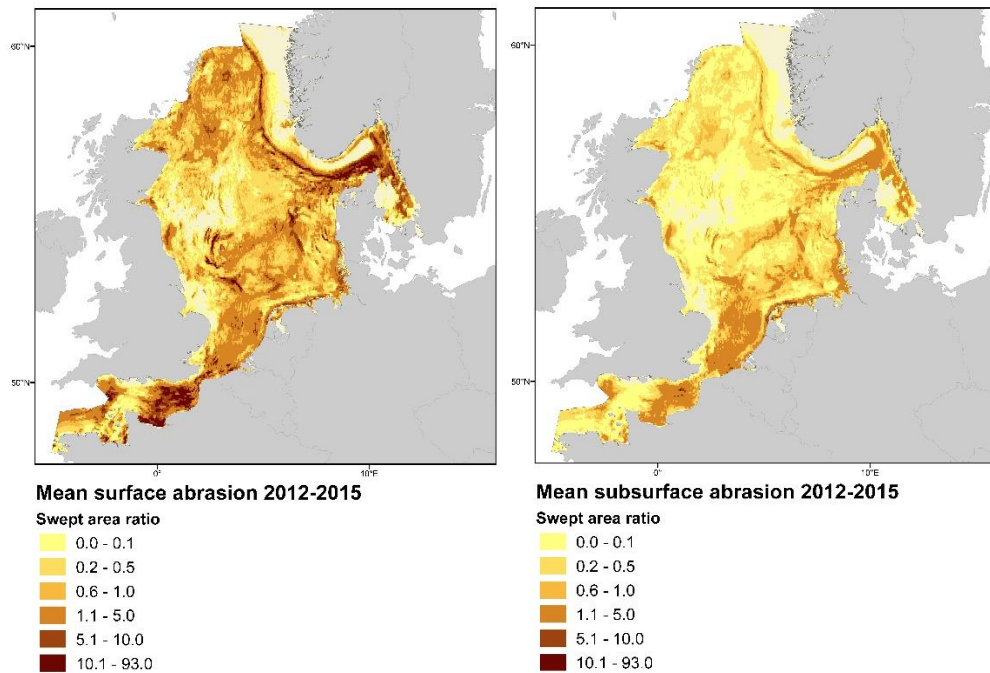 60°N
50°N
0°
10°E
Mean surface abrasion 2012-2015
Swept area ratio
0.0 - 0.1
0.2 - 0.5
0.6 - 1.0
1.1 - 5.0
5.1 - 10.0
10.1 - 93.0
60°N
50°N
0°
10°E
Mean subsurface abrasion 2012-2015
Swept area ratio
0.0 - 0.1
0.2 - 0.5
0.6 - 1.0
1.1 - 5.0
5.1 - 10.0
10.1 - 93.0